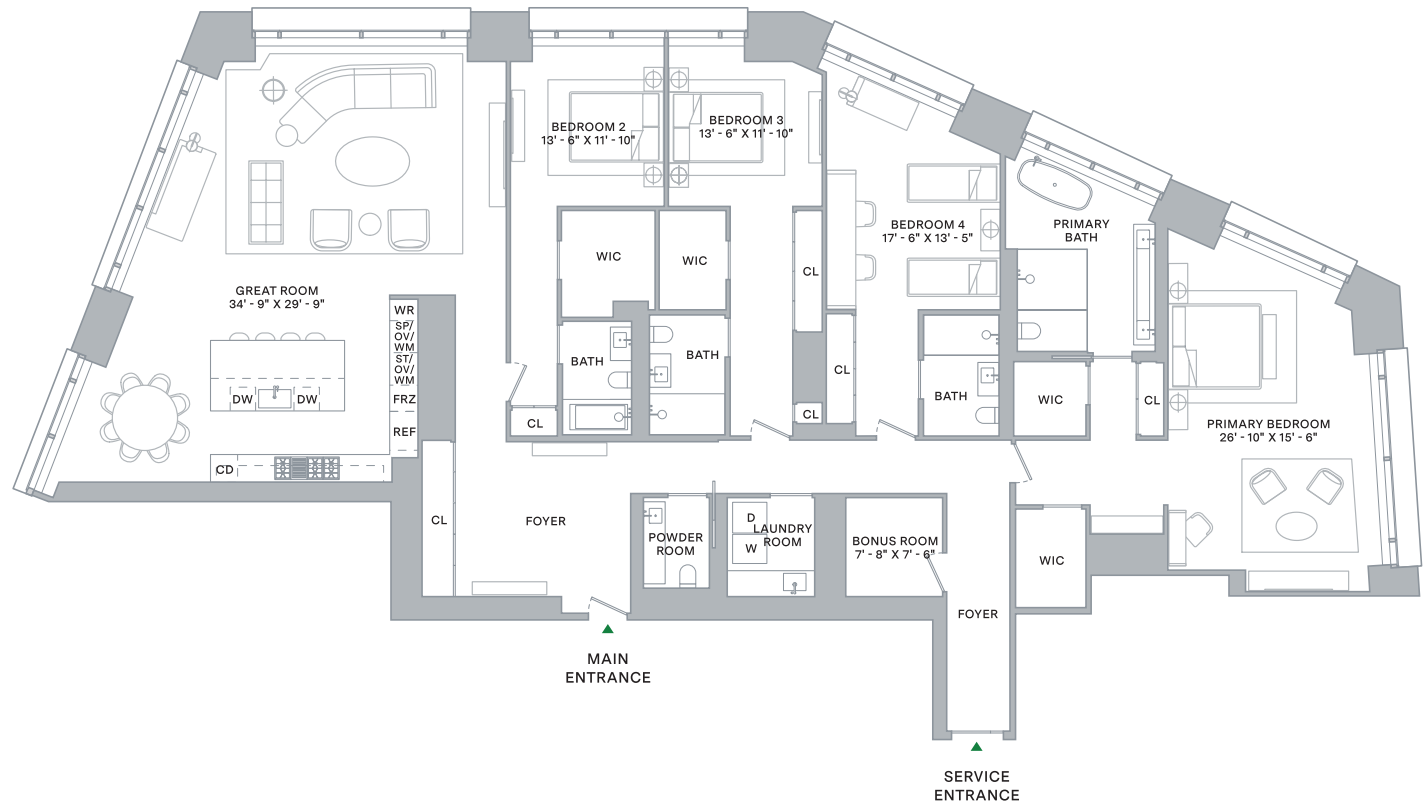 BEDROOM 2
13' - 6" X 11' - 10"
BEDROOM 3
13' - 6" X 11' - 10"
BEDROOM 4
17' - 6" X 13' - 5"
PRIMARY
BATH
WIC
WIC
CL
GREAT ROOM
34' - 9" X 29' - 9"
WR
SP/
OV/
WM
ST/
OV/
WM
FRZ
REF
DW
DW
CD
BATH
BATH
CL
CL
CL
BATH
WIC
CL
PRIMARY BEDROOM
26' - 10" X 15' - 6"
CL
FOYER
POWDER
ROOM
D
W
LAUNDRY
ROOM
BONUS ROOM
7' - 8" X 7' - 6"
WIC
FOYER
MAIN
ENTRANCE
SERVICE
ENTRANCE